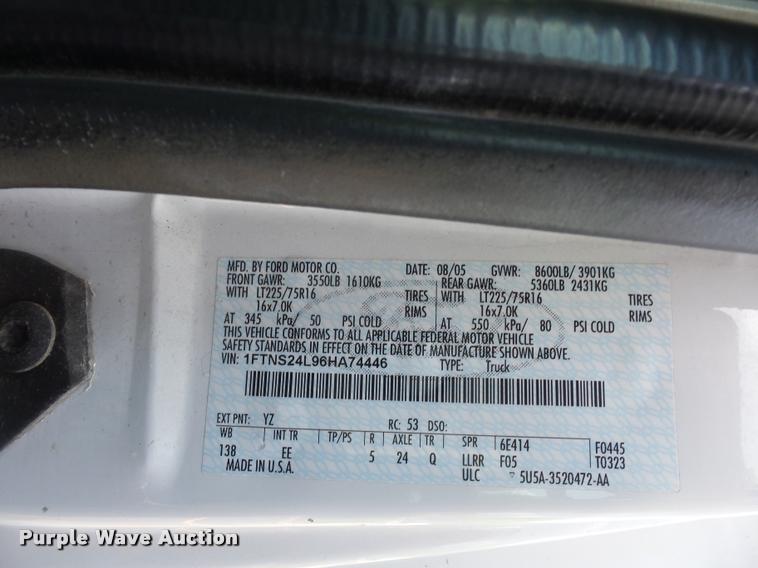 MFD. BY FORD MOTOR CO. DATE: 08/05 GVWR: 8600LB/ 3901KG
FRONT GAWR: 3550LB 1610KG REAR GAWR: 5360LB 2431KG
WITH LT225/75R16 TIRES WITH LT225/75R16 TIRES
16x7.0K RIMS 16x7.0K RIMS
AT 345 kPa/ 50 PSI COLD AT 550 kPa/ 80 PSI COLD
THIS VEHICLE CONFORMS TO ALL APPLICABLE FEDERAL MOTOR VEHICLE
SAFETY STANDARDS IN EFFECT ON THE DATE OF MANUFACTURE SHOWN ABOVE.
VIN: 1FTNS24L96HA74446 TYPE: Truck
EXT PNT: YZ RC: 53 DSO:
WB INT TR TP/PS R AXLE TR SPR 6E414 F0445
138 EE 5 24 Q LLRR F05 T0323
MADE IN U.S.A. ULC 5U5A-3520472-AA
Purple Wave Auction